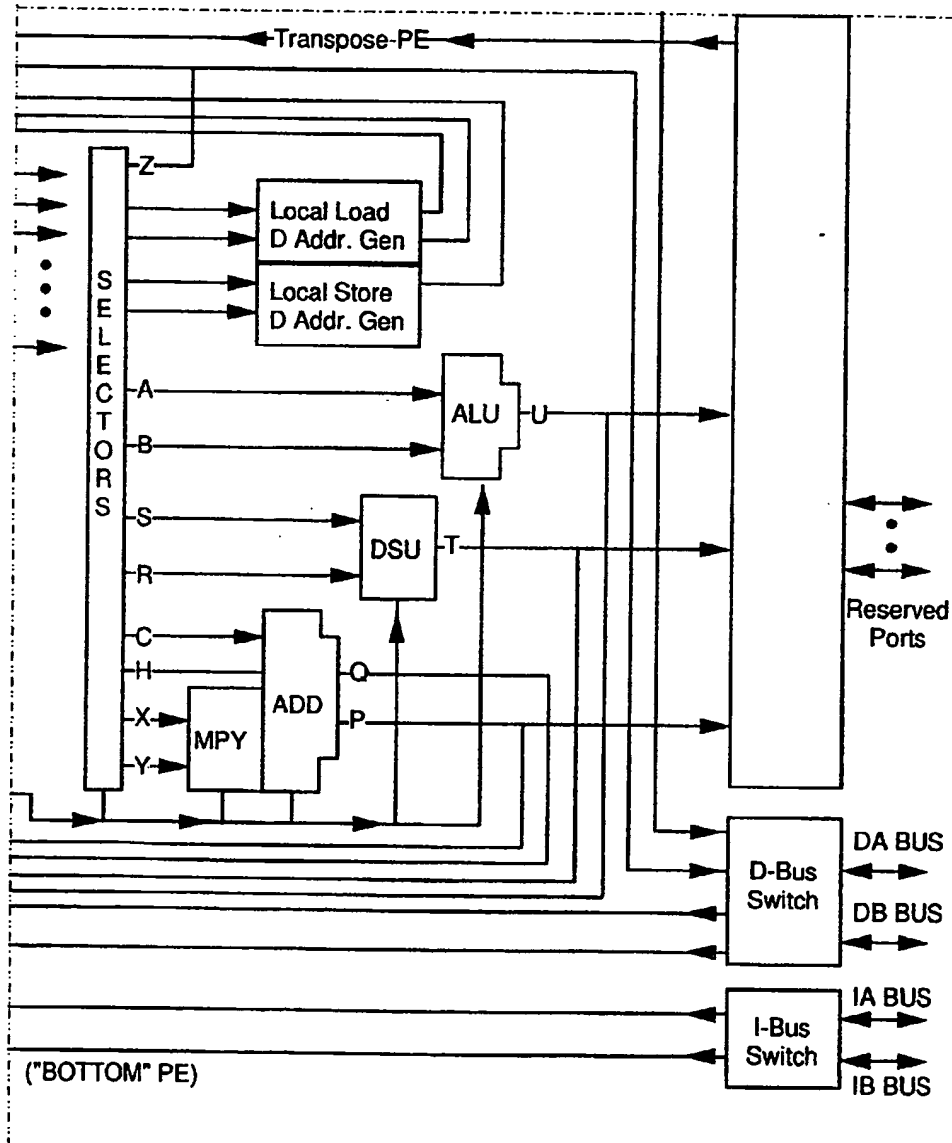 Transpose-PE
Z
Local Load
D Addr. Gen
Local Store
D Addr. Gen
SELECTORS
A
B
ALU
U
S
R
DSU
T
Reserved
Ports
C
H
X
Y
MPY
ADD
Q
P
D-Bus
Switch
DA BUS
DB BUS
I-Bus
Switch
IA BUS
IB BUS
("BOTTOM" PE)